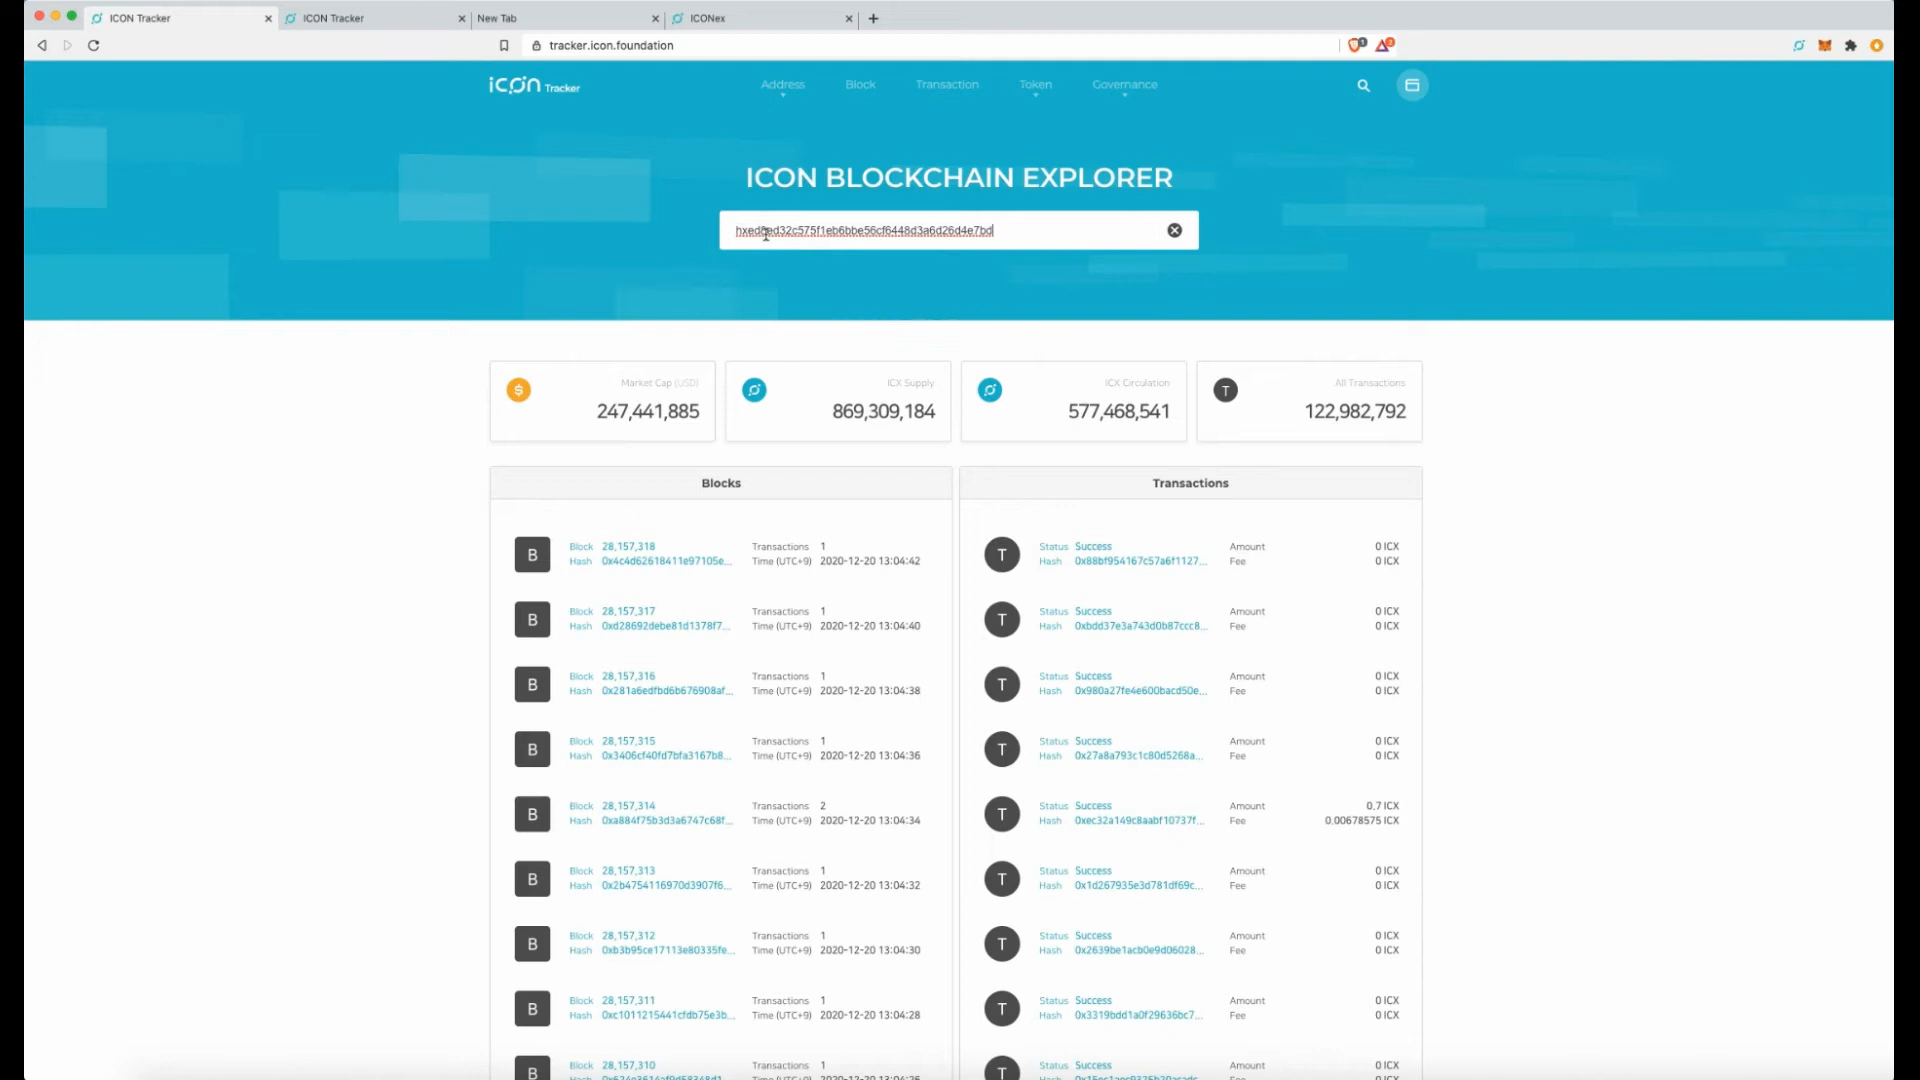 ICON Tracker
ICON Tracker
New Tab
ICONex
tracker.icon.foundation
1
3
icon Tracker
Address
Block
Transaction
Token
Governance
ICON BLOCKCHAIN EXPLORER
Market Cap (USD)
247,441,885
ICX Supply
869,309,184
ICX Circulation
577,468,541
T
All Transactions
122,982,792
Blocks
Transactions
B
Block 28,157,318 Transactions 1
Hash 0x4c4d62618411e97105e... Time (UTC+9) 2020-12-20 13:04:42
T
Status Success Amount 0 ICX
Hash 0x88bf954167c57a6f1127... Fee 0 ICX
B
Block 28,157,317 Transactions 1
Hash 0xd28692debe81d1378f7... Time (UTC+9) 2020-12-20 13:04:40
T
Status Success Amount 0 ICX
Hash 0xbdd37e3a743d0b87ccc8... Fee 0 ICX
B
Block 28,157,316 Transactions 1
Hash 0x281a6edfbd6b676908af... Time (UTC+9) 2020-12-20 13:04:38
T
Status Success Amount 0 ICX
Hash 0x980a27fe4e600bacd50e... Fee 0 ICX
B
Block 28,157,315 Transactions 1
Hash 0x3406cf40fd7bfa3167b8... Time (UTC+9) 2020-12-20 13:04:36
T
Status Success Amount 0 ICX
Hash 0x27a8a793c1c80d5268a... Fee 0 ICX
B
Block 28,157,314 Transactions 2
Hash 0xa884f75b3d3a6747c68f... Time (UTC+9) 2020-12-20 13:04:34
T
Status Success Amount 0.7 ICX
Hash 0xec32a149c8aabf10737f... Fee 0.00678575 ICX
B
Block 28,157,313 Transactions 1
Hash 0x2b4754116970d3907f6... Time (UTC+9) 2020-12-20 13:04:32
T
Status Success Amount 0 ICX
Hash 0x1d267935e3d781df69c... Fee 0 ICX
B
Block 28,157,312 Transactions 1
Hash 0xb3b95ce17113e80335fe... Time (UTC+9) 2020-12-20 13:04:30
T
Status Success Amount 0 ICX
Hash 0x2639be1acb0e9d06028... Fee 0 ICX
B
Block 28,157,311 Transactions 1
Hash 0xc1011215441cfdb75e3b... Time (UTC+9) 2020-12-20 13:04:28
T
Status Success Amount 0 ICX
Hash 0x3319bdd1a0f29636bc7... Fee 0 ICX
B
Block 28,157,310 Transactions 1
T
Status Success Amount 0 ICX